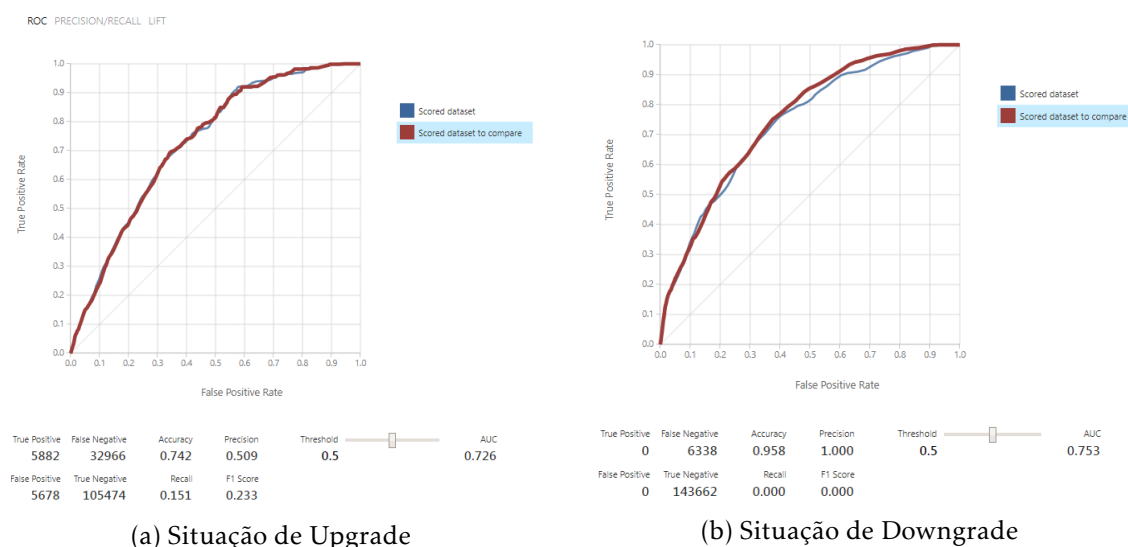 ROC PRECISION/RECALL LIFT
True Positive Rate
1.0
0.9
0.8
0.7
0.6
0.5
0.4
0.3
0.2
0.1
0.0
0.0 0.1 0.2 0.3 0.4 0.5 0.6 0.7 0.8 0.9 1.0
False Positive Rate
Scored dataset
Scored dataset to compare
True Positive False Negative Accuracy Precision Threshold AUC
5882 32966 0.742 0.509 0.5 0.726
False Positive True Negative Recall F1 Score
5678 105474 0.151 0.233
(a) Situação de Upgrade
True Positive Rate
1.0
0.9
0.8
0.7
0.6
0.5
0.4
0.3
0.2
0.1
0.0
0.0 0.1 0.2 0.3 0.4 0.5 0.6 0.7 0.8 0.9 1.0
False Positive Rate
Scored dataset
Scored dataset to compare
True Positive False Negative Accuracy Precision Threshold AUC
0 6338 0.958 1.000 0.5 0.753
False Positive True Negative Recall F1 Score
0 143662 0.000 0.000
(b) Situação de Downgrade